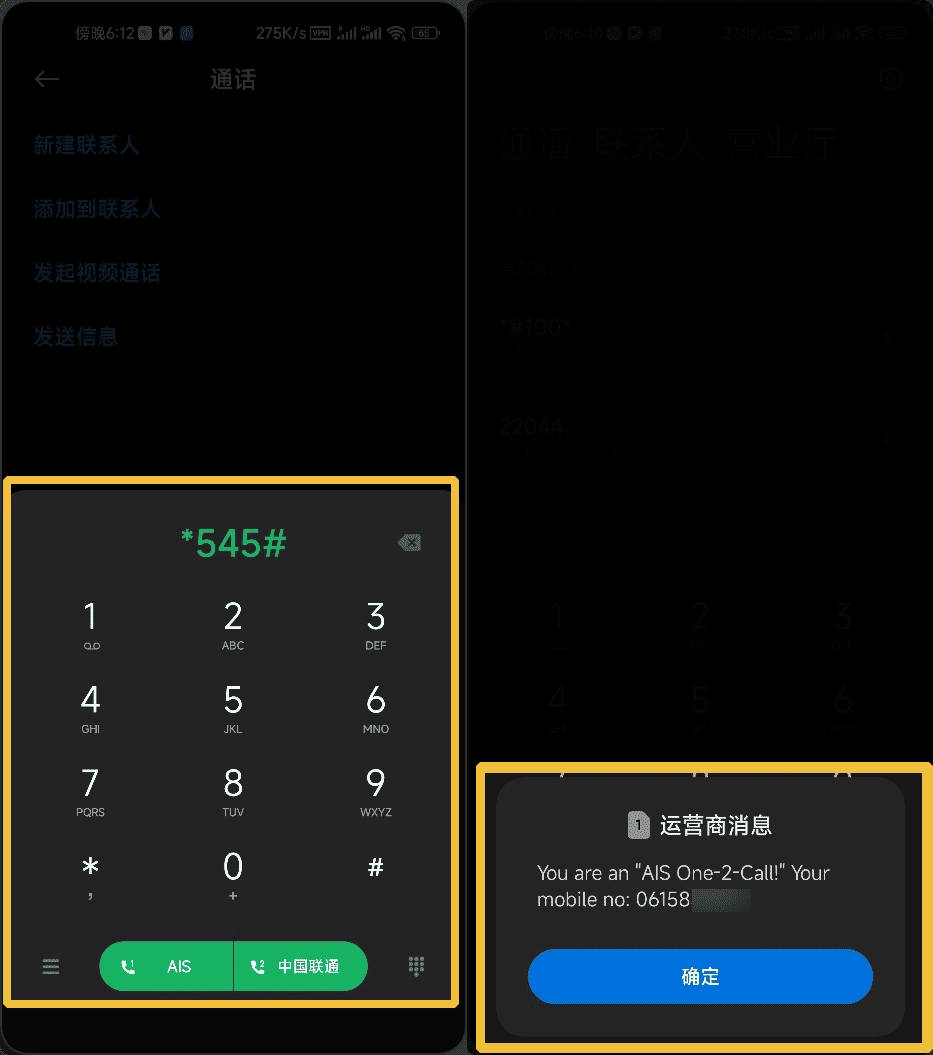 傍晚6:12
275K/s
65
通话
新建联系人
添加到联系人
发起视频通话
发送信息
*545#
1
2 ABC
3 DEF
4 GHI
5 JKL
6 MNO
7 PQRS
8 TUV
9 WXYZ
*
,
0
+
#
1 AIS
2 中国联通
傍晚6:10
238K/s
通话 联系人 营业厅
*#100*
22044
1
2
3
4
5
6
1 运营商消息
You are an "AIS One-2-Call!" Your
mobile no: 06158
确定